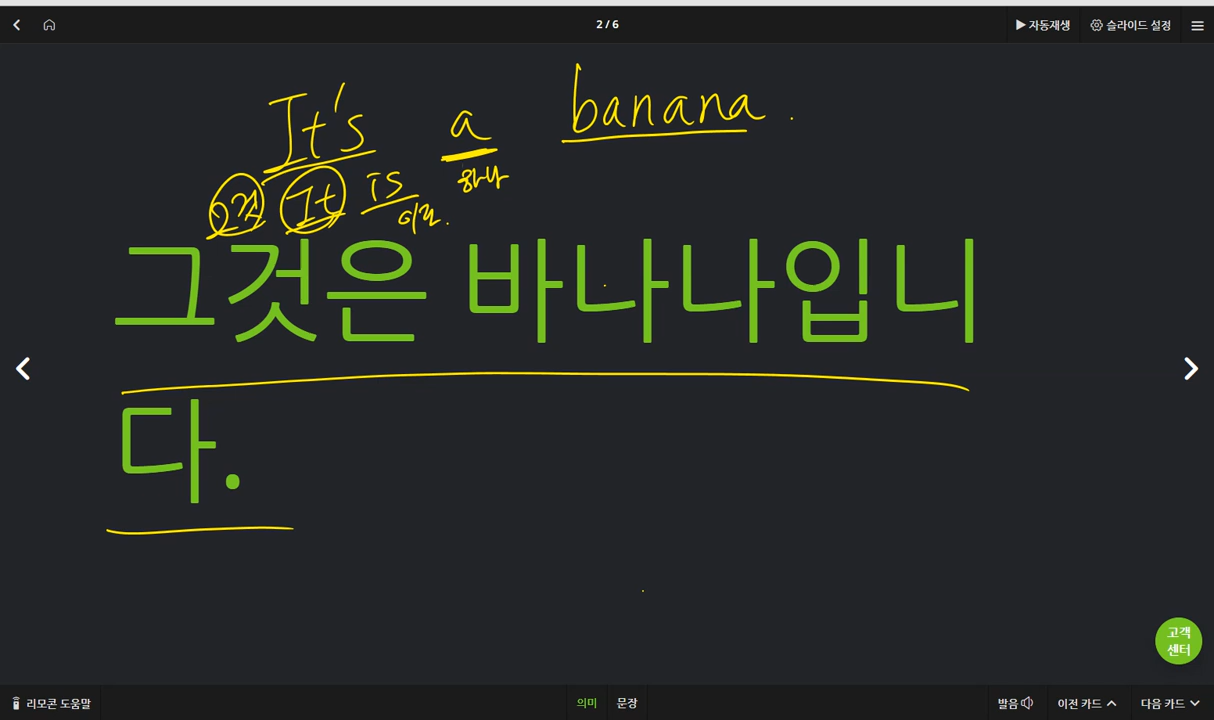 2 / 6
▶ 자동재생
슬라이드 설정
It's a banana.
2개 It is 하나
이다.
그것은 바나나입니
다.
고객
센터
리모콘 도움말
의미
문장
발음
이전 카드
다음 카드